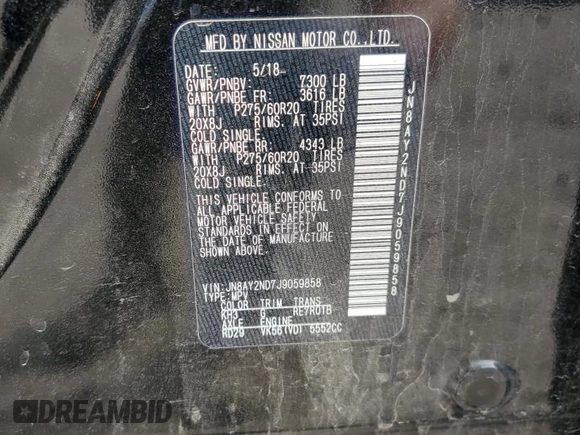 MFD BY NISSAN MOTOR CO.,LTD.
DATE: 5/18
GVWR/PNBV: 7300 LB
GAWR/PNBE FR: 3616 LB
WITH P275/60R20 TIRES
20X8J RIMS, AT 35PSI
COLD SINGLE.
GAWR/PNBE RR: 4343 LB
WITH P275/60R20 TIRES
20X8J RIMS, AT 35PSI
COLD SINGLE.
THIS VEHICLE CONFORMS TO
ALL APPLICABLE FEDERAL
MOTOR VEHICLE SAFETY
STANDARDS IN EFFECT ON
THE DATE OF MANUFACTURE
SHOWN ABOVE.
VIN: JN8AY2ND7J9059858
TYPE: MPV
COLOR TRIM TRANS
KH3 G RE7R01B
AXLE ENGINE
RD29 VK56(VD) 5552CC
JN8AY2ND7J9059858
DREAMBID